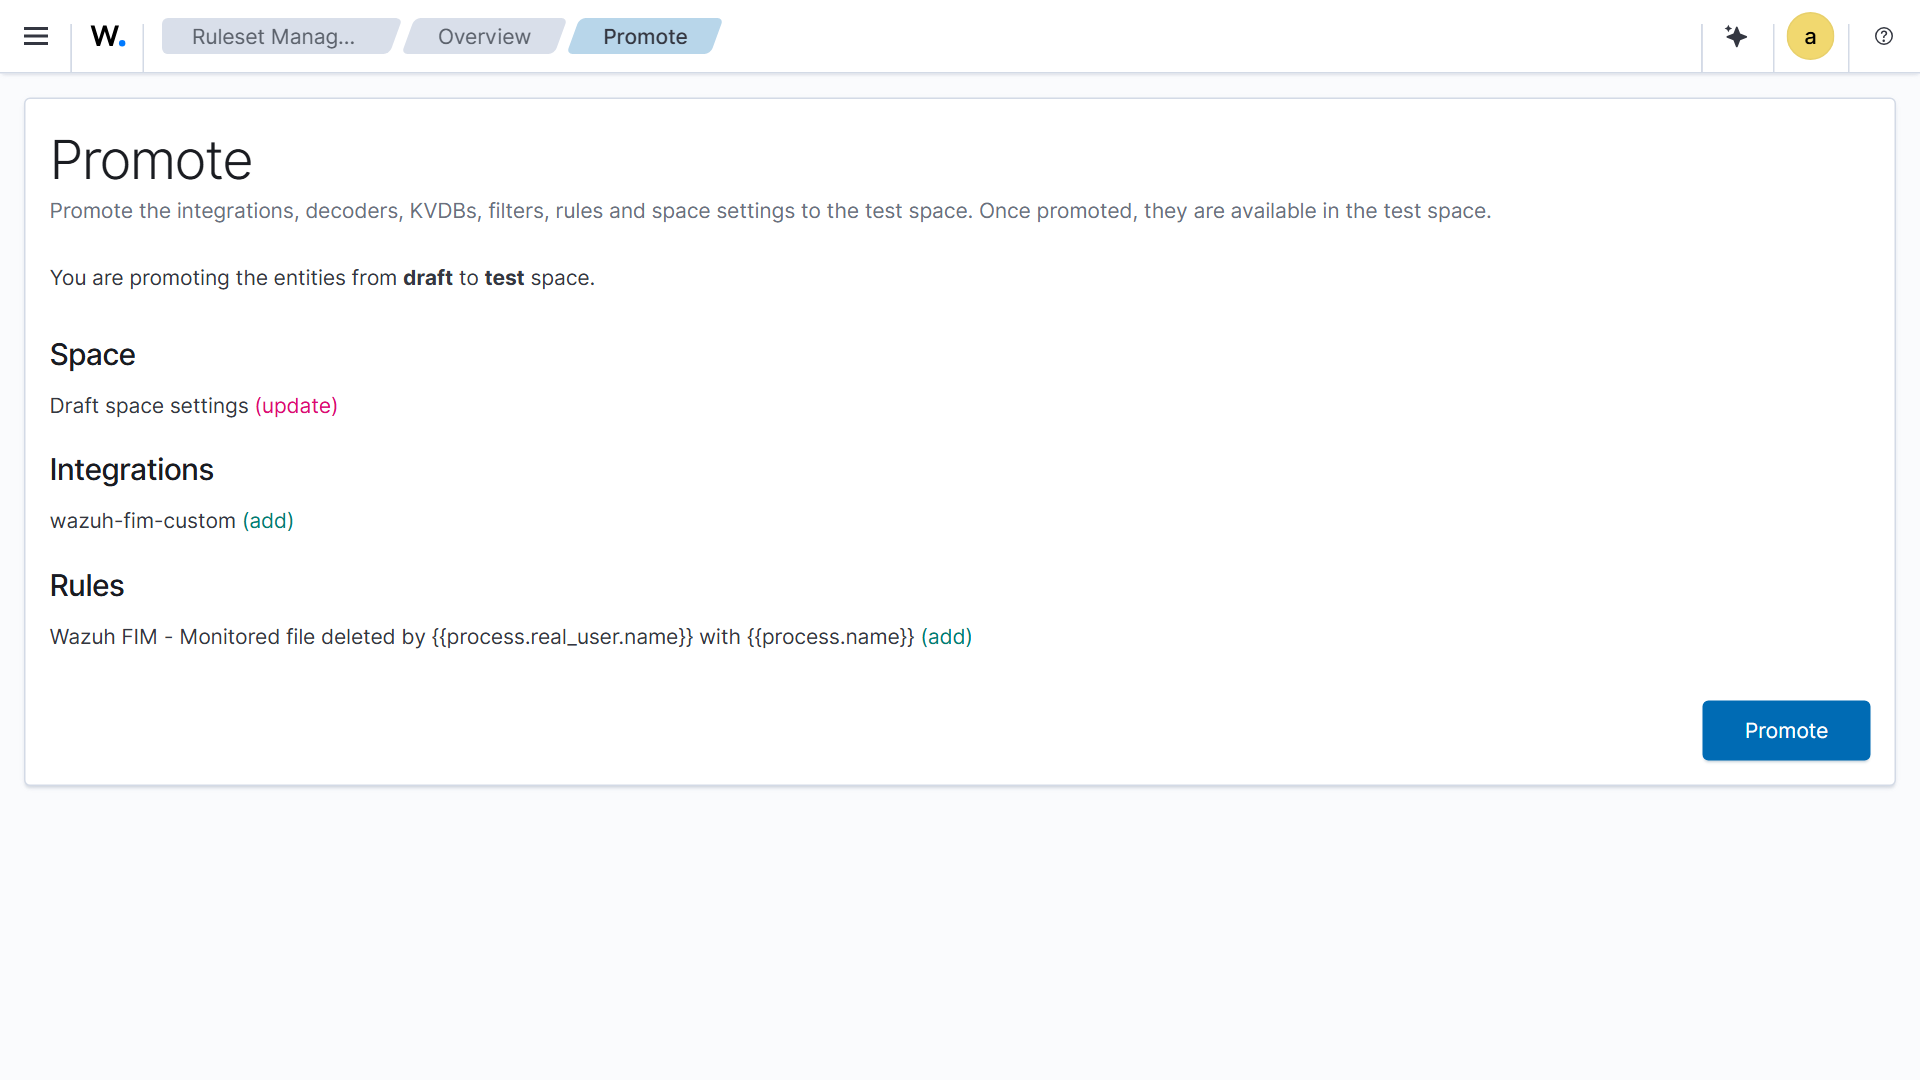 W.
Ruleset Manag...
Overview
Promote
a
Promote
Promote the integrations, decoders, KVDBs, filters, rules and space settings to the test space. Once promoted, they are available in the test space.
You are promoting the entities from draft to test space.
Space
Draft space settings (update)
Integrations
wazuh-fim-custom (add)
Rules
Wazuh FIM - Monitored file deleted by {{process.real_user.name}} with {{process.name}} (add)
Promote